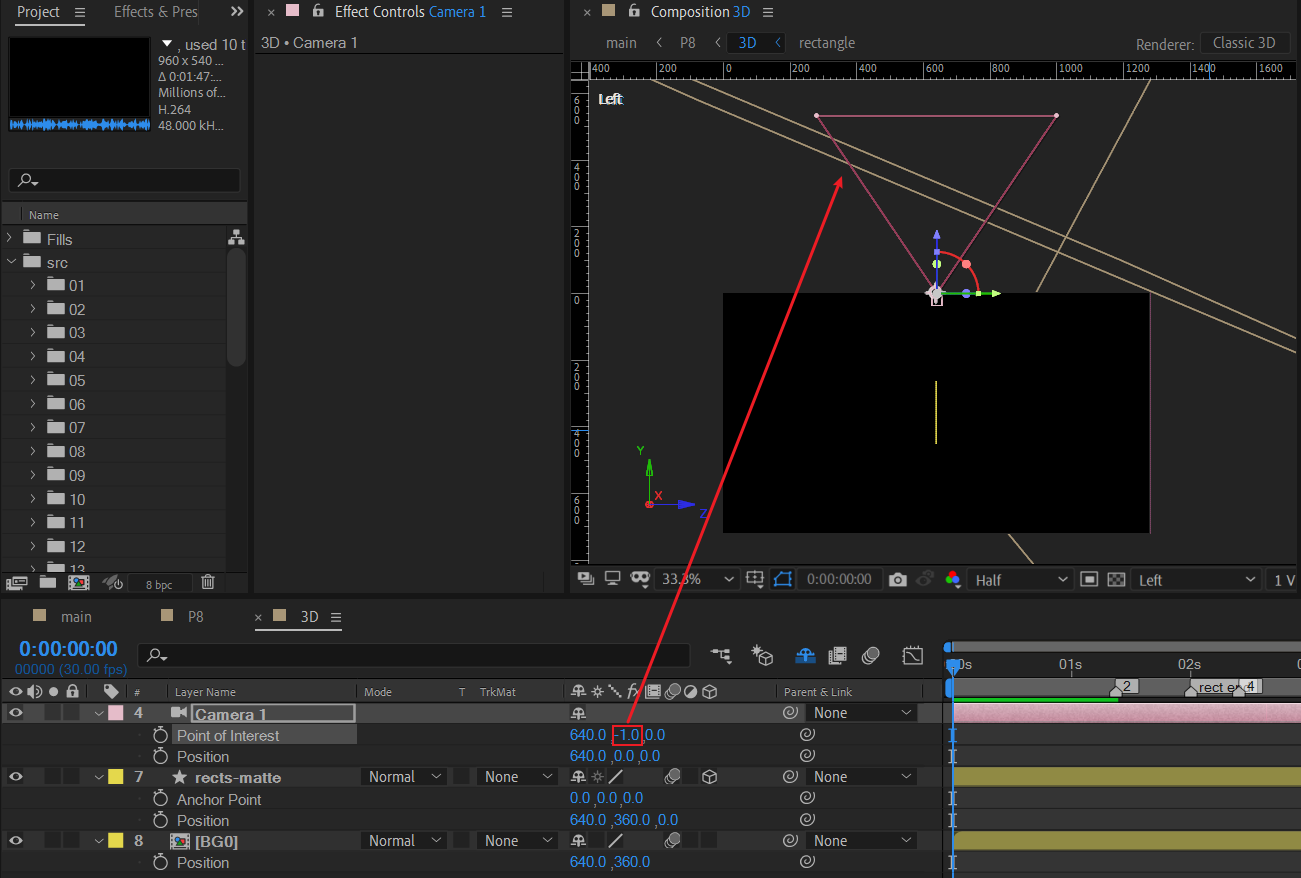 Project
Effects & Pres
Effect Controls Camera 1
Composition 3D
3D • Camera 1
main P8 3D rectangle
Renderer: Classic 3D
, used 10 t
960 x 540 ...
Δ 0:01:47:...
Millions of...
H.264
48.000 kH...
400 200 0 200 400 600 800 1000 1200 1400 1600
600
400
200
0
200
400
600
Left
Name
Fills
src
01
02
03
04
05
06
07
08
09
10
11
12
13
Y
X
Z
8 bpc
33.3% 0:00:00:00 Half Left 1 V
main P8 3D
0:00:00:00
00000 (30.00 fps)
01s 02s
2 4
# Layer Name Mode T TrkMat Parent & Link
4 Camera 1 None
Point of Interest 640.0 ,-1.0 ,0.0
Position 640.0 ,0.0 ,0.0
7 rects-matte Normal None None
Anchor Point 0.0 ,0.0 ,0.0
Position 640.0 ,360.0 ,0.0
8 [BG0] Normal None None
Position 640.0 ,360.0